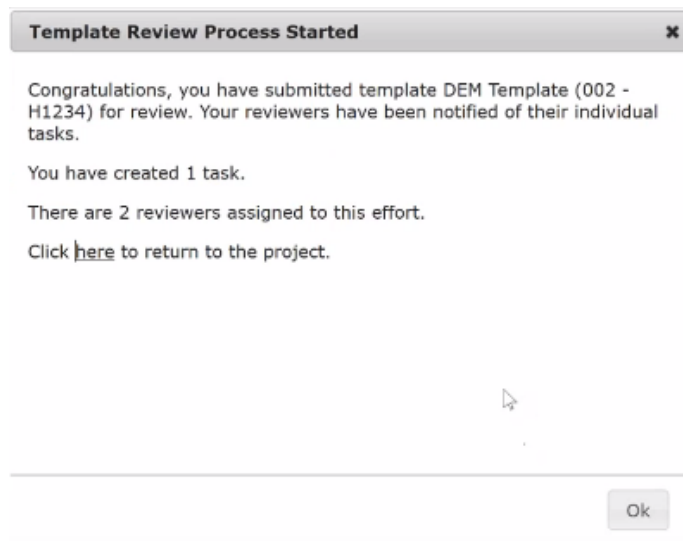 Template Review Process Started
Congratulations, you have submitted template DEM Template (002 -
H1234) for review. Your reviewers have been notified of their individual
tasks.
You have created 1 task.
There are 2 reviewers assigned to this effort.
Click here to return to the project.
Ok